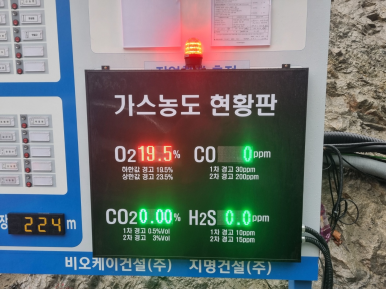 가스농도 현황판
O2 19.5% CO 0ppm
하한값 경고 19.5% 1차 경고 30ppm
상한값 경고 23.5% 2차 경고 200ppm
CO2 0.00% H2S 0.0ppm
1차 경고 0.5%Vol 1차 경고 10ppm
2차 경고 3%Vol 2차 경고 15ppm
장 224m
비오케이건설(주) 지명건설(주)